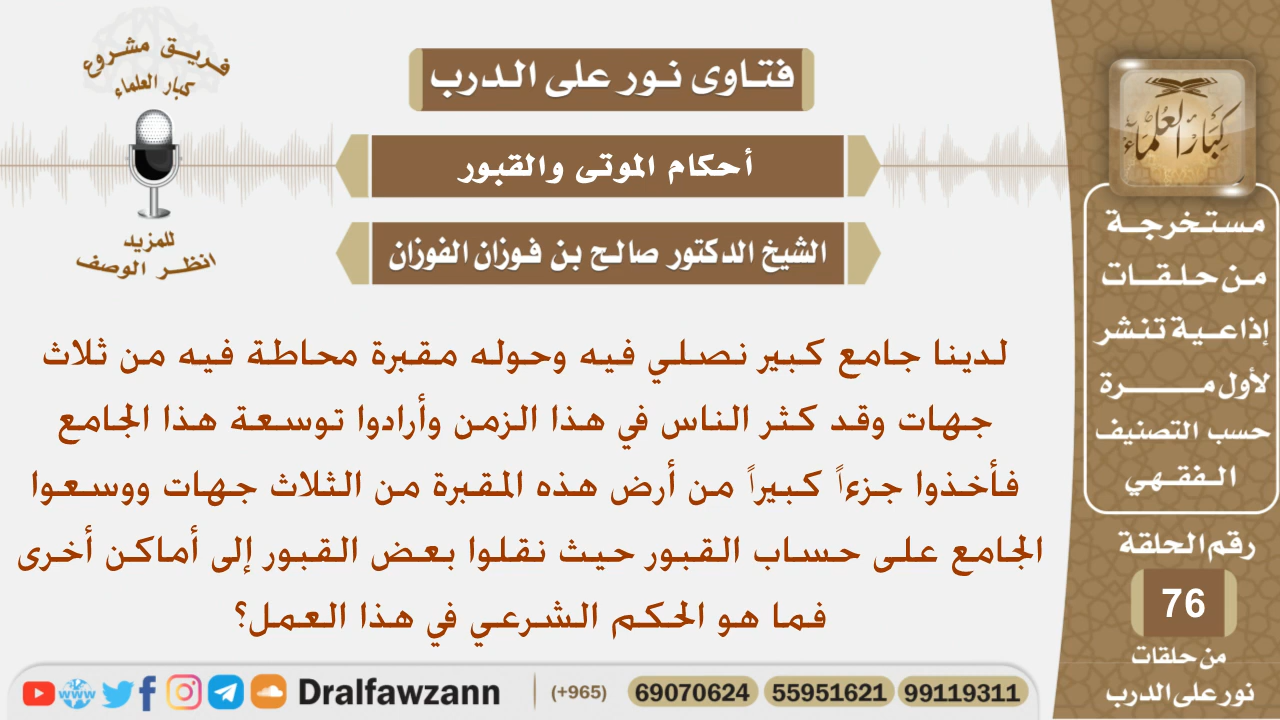 فريق مشروع
كبار العلماء
للمزيد
انظر الوصف
فتاوى نور على الدرب
أحكام الموتى والقبور
الشيخ الدكتور صالح بن فوزان الفوزان
لدينا جامع كبير نصلي فيه وحوله مقبرة محاطة فيه من ثلاث
جهات وقد كثر الناس في هذا الزمن وأرادوا توسعة هذا الجامع
فأخذوا جزءاً كبيراً من أرض هذه المقبرة من الثلاث جهات ووسعوا
الجامع على حساب القبور حيث نقلوا بعض القبور إلى أماكن أخرى
فما هو الحكم الشرعي في هذا العمل؟
كبار العلماء
مستخرجة
من حلقات
إذاعية تنشر
لأول مرة
حسب التصنيف
الفقهي
رقم الحلقة
76
من حلقات
نور على الدرب
www
Dralfawzann
(+965)
69070624
55951621
99119311